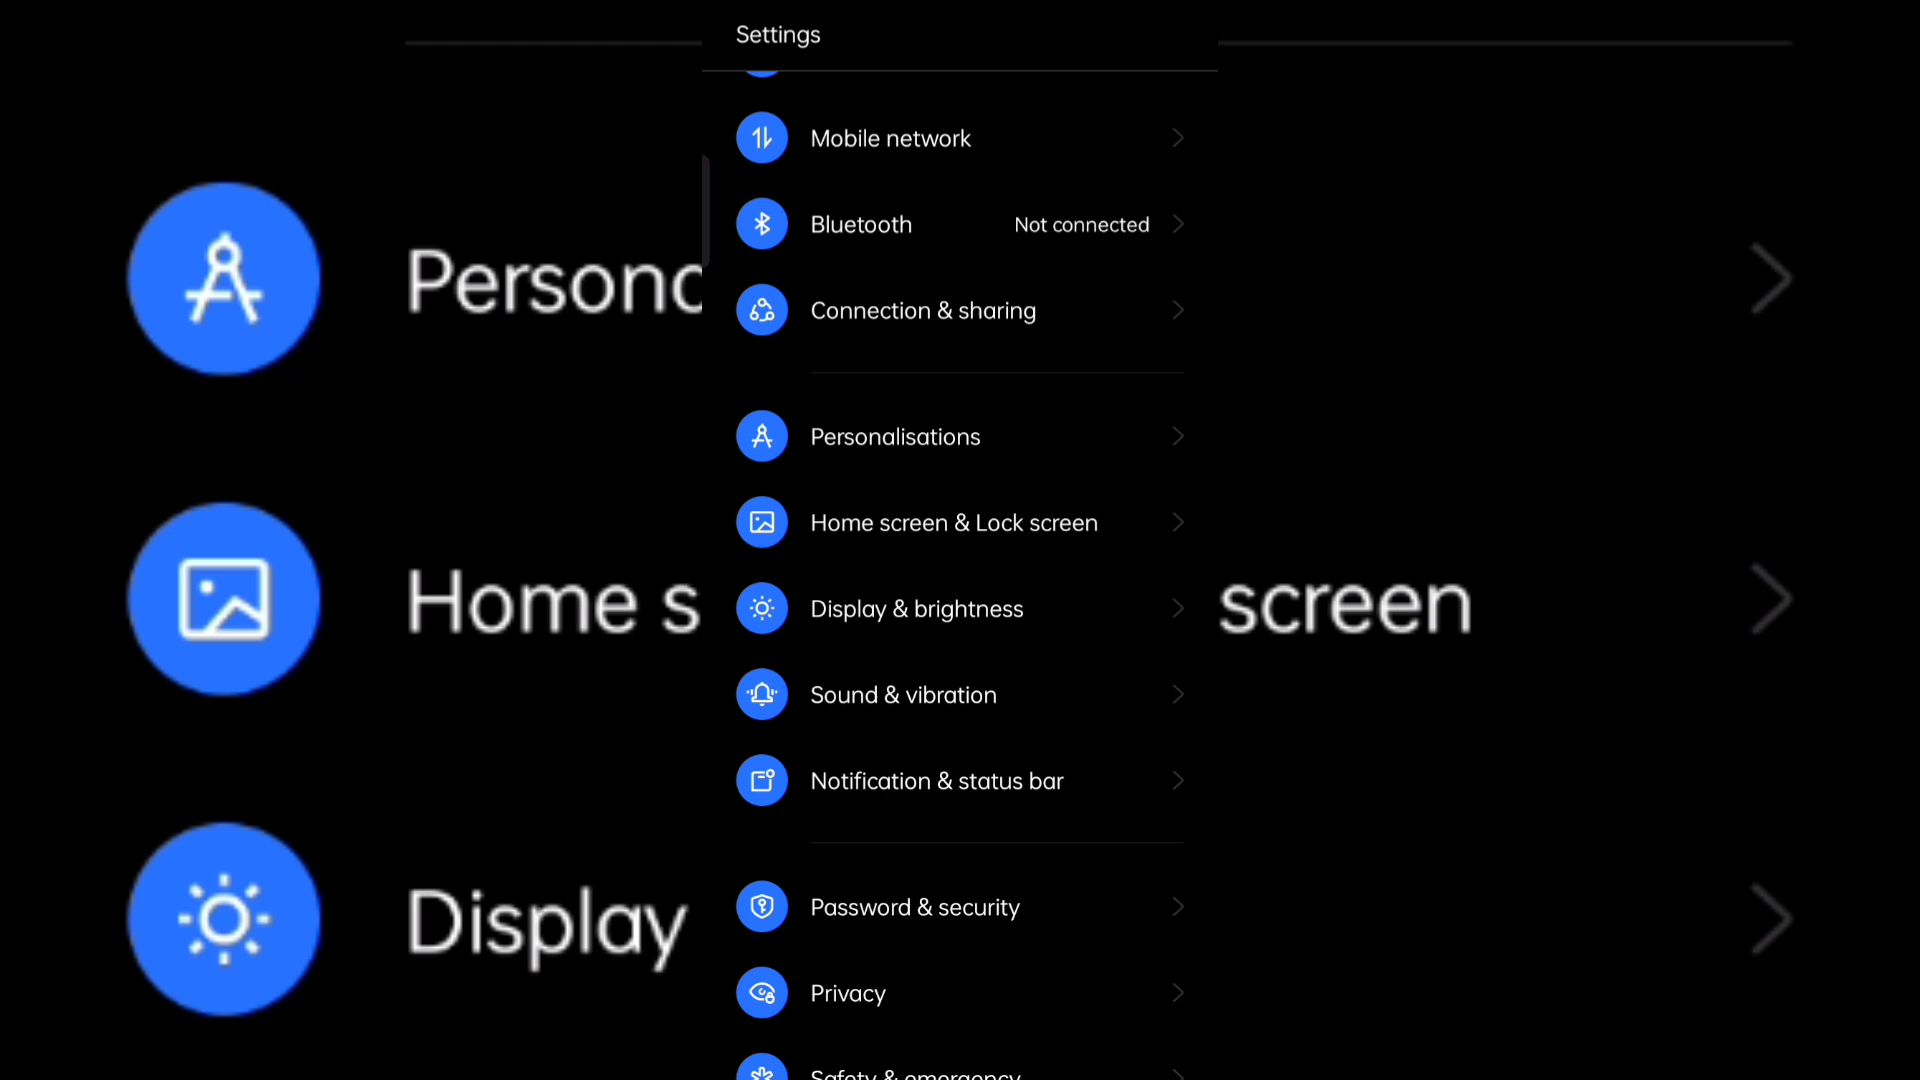 Settings
Mobile network
Bluetooth Not connected
Connection & sharing
Personalisations
Home screen & Lock screen
Display & brightness
Sound & vibration
Notification & status bar
Password & security
Privacy
Safety & emergency
Home s
screen
Display